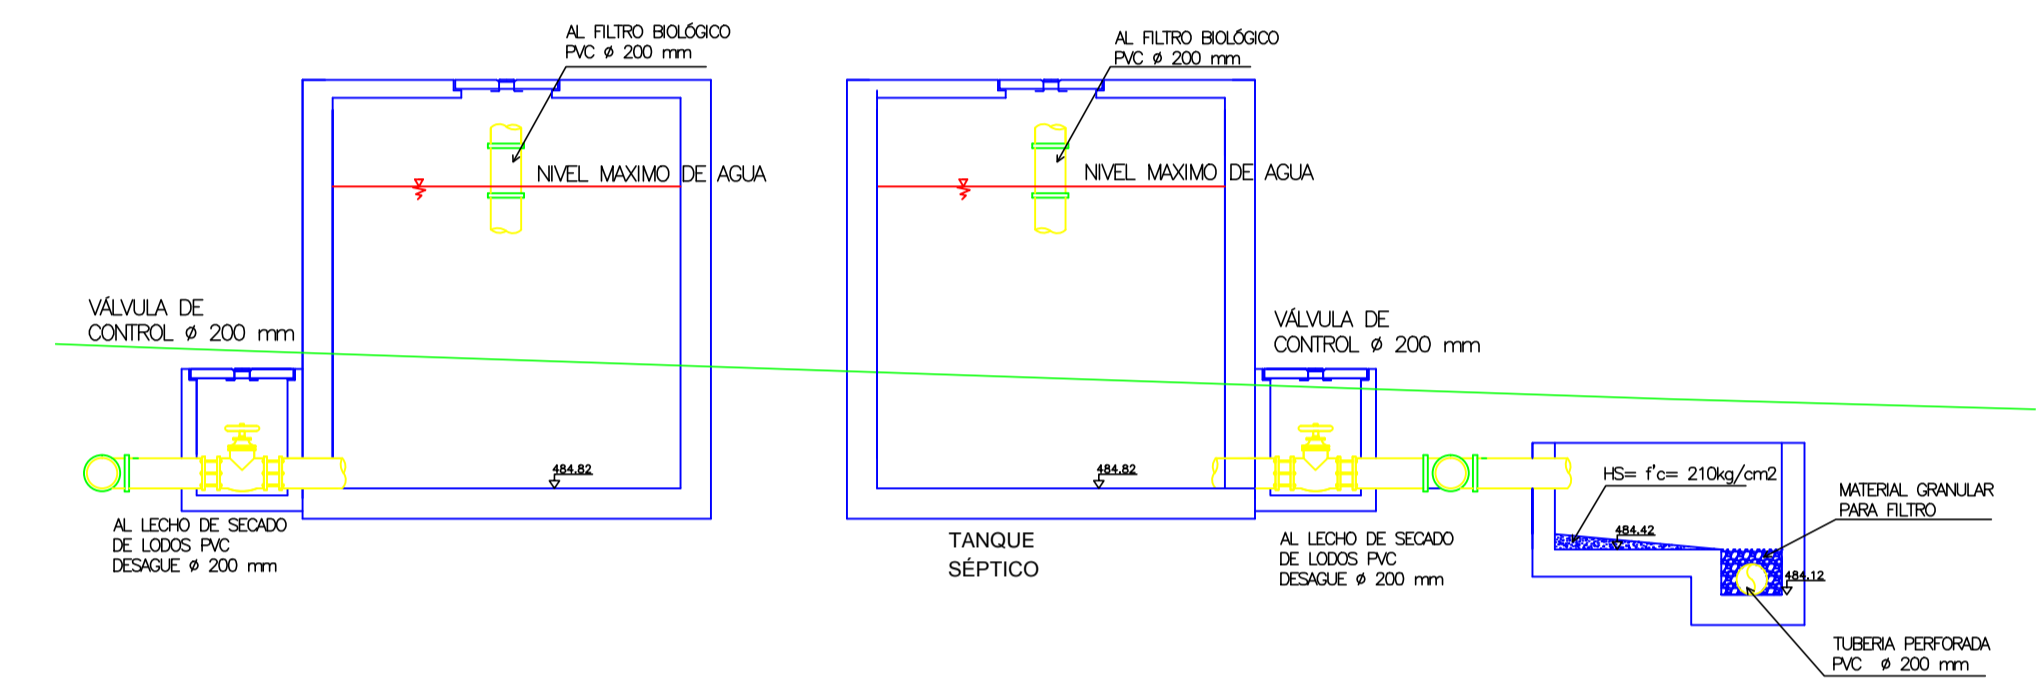 AL FILTRO BIOLÓGICO
PVC ø 200 mm
NIVEL MAXIMO DE AGUA
VÁLVULA DE
CONTROL ø 200 mm
484.82
AL LECHO DE SECADO
DE LODOS PVC
DESAGUE ø 200 mm
AL FILTRO BIOLÓGICO
PVC ø 200 mm
NIVEL MAXIMO DE AGUA
484.82
TANQUE
SÉPTICO
VÁLVULA DE
CONTROL ø 200 mm
AL LECHO DE SECADO
DE LODOS PVC
DESAGUE ø 200 mm
HS= f'c= 210kg/cm2
484.42
MATERIAL GRANULAR
PARA FILTRO
484.12
TUBERIA PERFORADA
PVC ø 200 mm